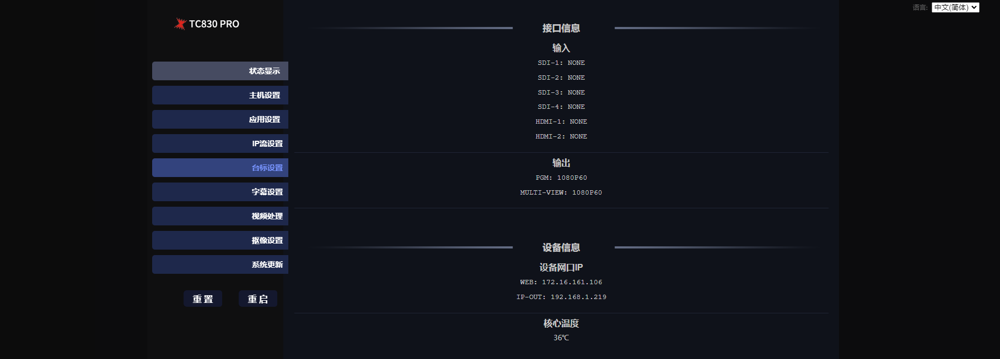 语言: 中文(简体)
TC830 PRO
状态显示
主机设置
应用设置
IP流设置
台标设置
字幕设置
视频处理
抠像设置
系统更新
重置 重启
接口信息
输入
SDI-1: NONE
SDI-2: NONE
SDI-3: NONE
SDI-4: NONE
HDMI-1: NONE
HDMI-2: NONE
输出
PGM: 1080P60
MULTI-VIEW: 1080P60
设备信息
设备网口IP
WEB: 172.16.161.106
IP-OUT: 192.168.1.219
核心温度
36℃